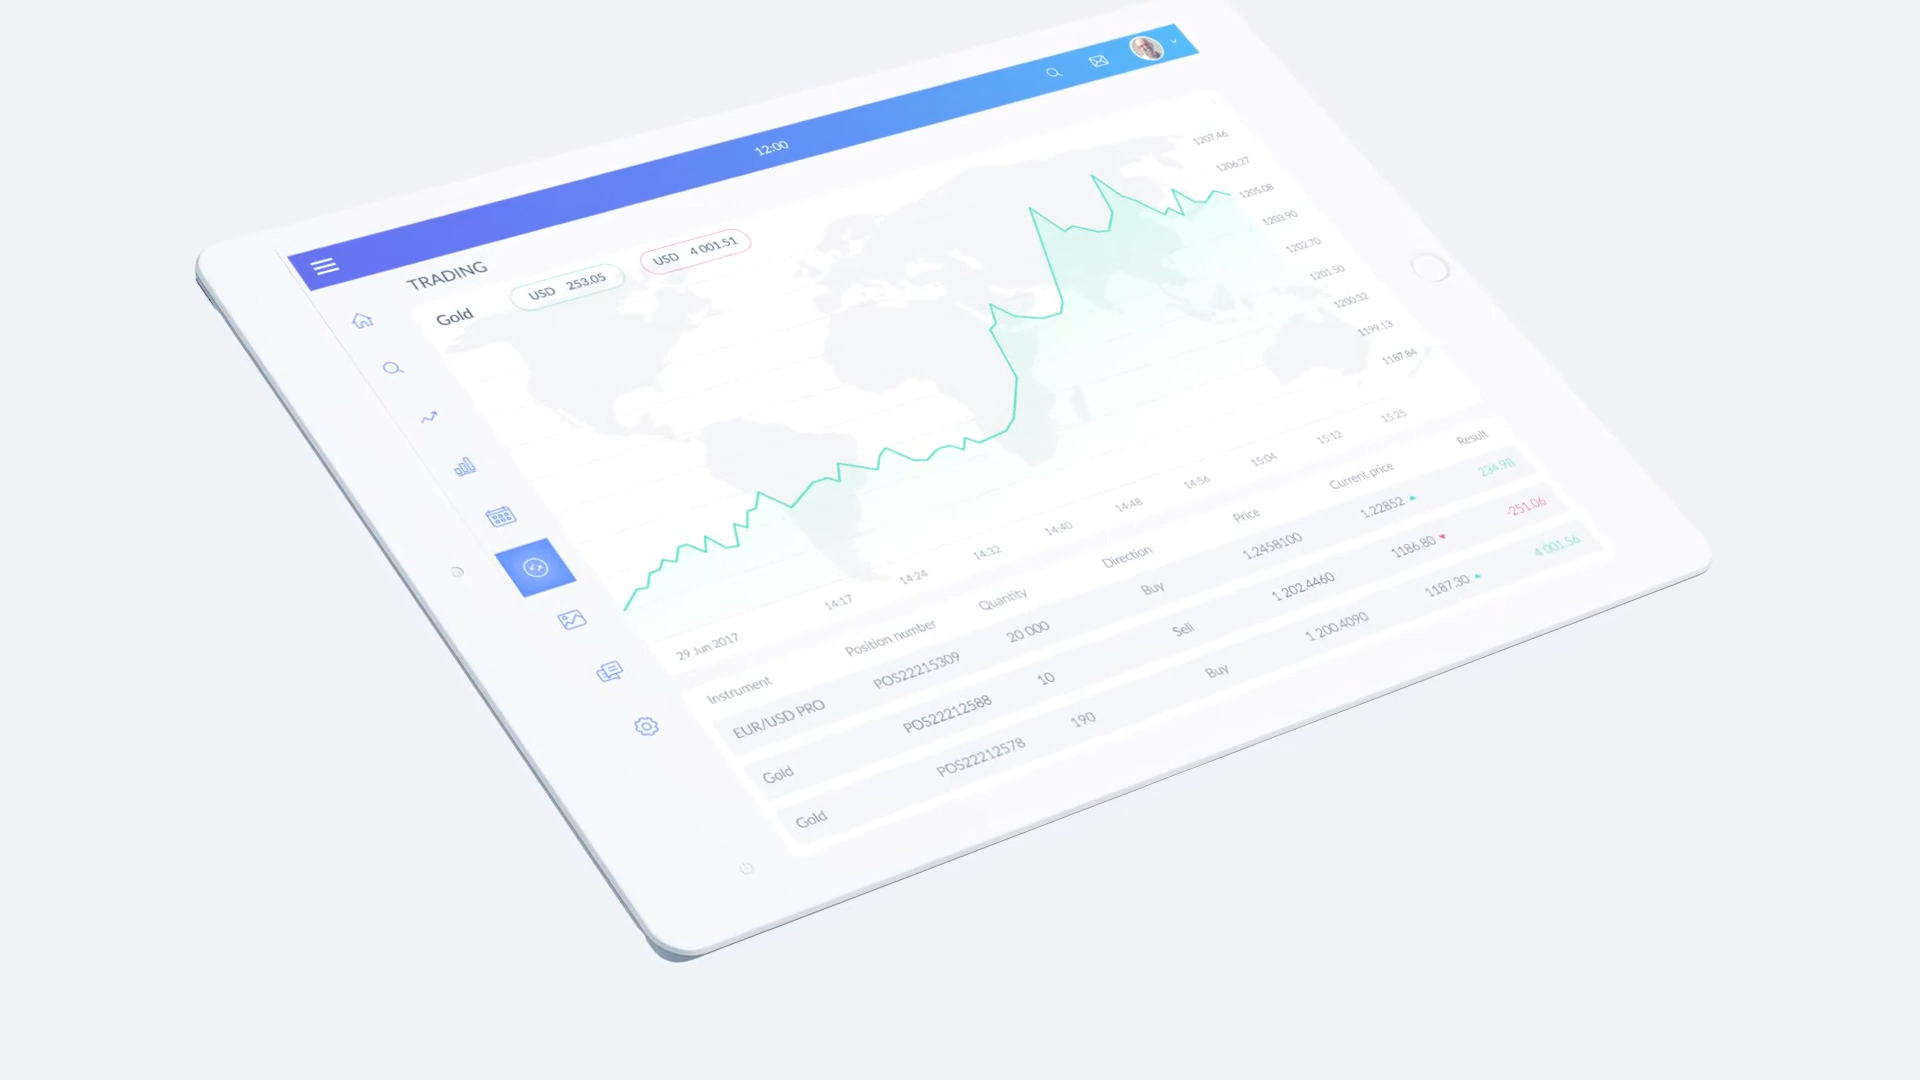 12:00
TRADING
Gold
USD 253.05
USD 4 001.51
1207.46
1206.27
1205.08
1203.90
1202.70
1201.50
1200.32
1199.13
1187.84
29 Jun 2017 14:17 14:24 14:32 14:40 14:48 14:56 15:04 15:12 15:25
Instrument Position number Quantity Direction Price Current price Result
EUR/USD PRO POS22215309 20 000 Buy 1.2458100 1.22852 234.98
Gold POS22212588 10 Sell 1 202.4460 1186.80 -251.06
Gold POS22212578 190 Buy 1 200.4090 1187.30 4 001.56